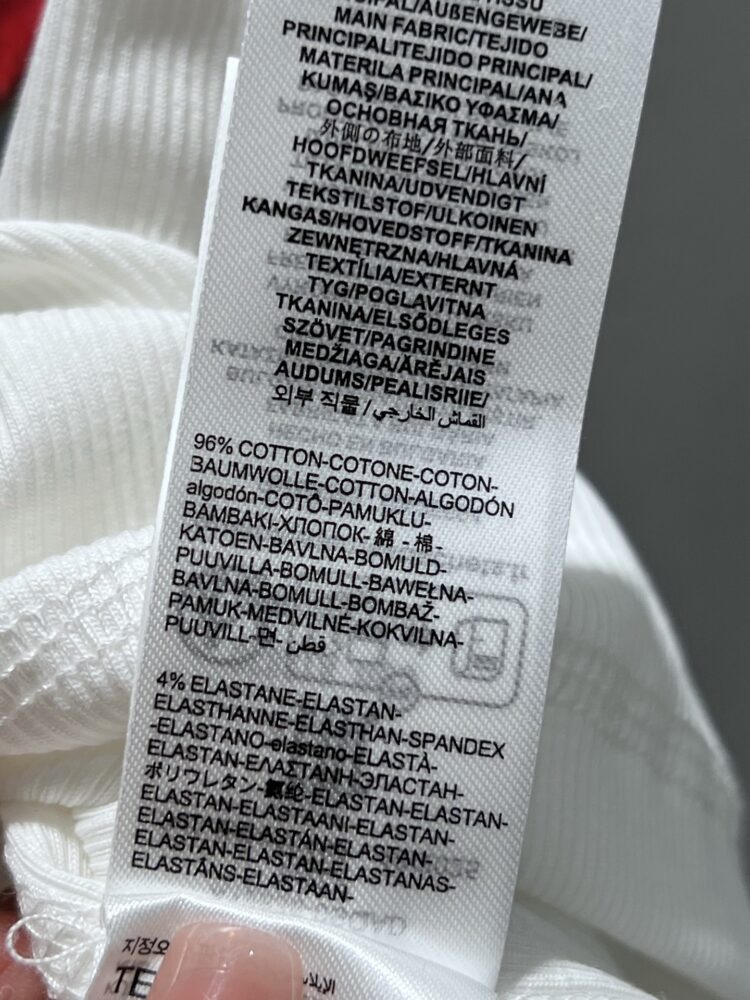 MAIN FABRIC/TEJIDO
PRINCIPALITEJIDO PRINCIPAL/
MATERILA PRINCIPAL/ANA
KUMAŞ/ΒΑΣΙΚΟ ΥΦΑΣΜΑ/
ОСНОВНАЯ ТКАНЬ/
外側の布地/外部面料/
HOOFDWEEFSEL/HLAVNÍ
TKANINA/UDVENDIGT
TEKSTILSTOF/ULKOINEN
KANGAS/HOVEDSTOFF/TKANINA
ZEWNĘTRZNA/HLAVNÁ
TEXTÍLIA/EXTERNT
TYG/POGLAVITNA
TKANINA/ELSŐDLEGES
SZÖVET/PAGRINDINE
MEDŽIAGA/ĀRĒJAIS
AUDUMS/PEALISRIIE/
외부 직물/القماش الخارجي/
96% COTTON-COTONE-COTON-
BAUMWOLLE-COTTON-ALGODÓN
algodón-COTÓ-PAMUKLU-
BAMBAKI-ХЛОПОК- 綿 - 棉-
KATOEN-BAVLNA-BOMULD-
PUUVILLA-BOMULL-BAWEŁNA-
BAVLNA-BOMULL-BOMBAŽ-
PAMUK-MEDVILNĖ-KOKVILNA-
PUUVILL-면- قطن
4% ELASTANE-ELASTAN-
ELASTHANNE-ELASTHAN-SPANDEX
-ELASTANO-elastano-ELASTÀ-
ELASTAN-ΕΛΑΣΤΑΝΗ-ЭЛАСТАН-
ポリウレタン-氨纶-ELASTAN-ELASTAN-
ELASTAN-ELASTAANI-ELASTAN-
ELASTAN-ELASTÁN-ELASTAN-
ELASTAN-ELASTAN-ELASTANAS-
ELASTĀNS-ELASTAAN-